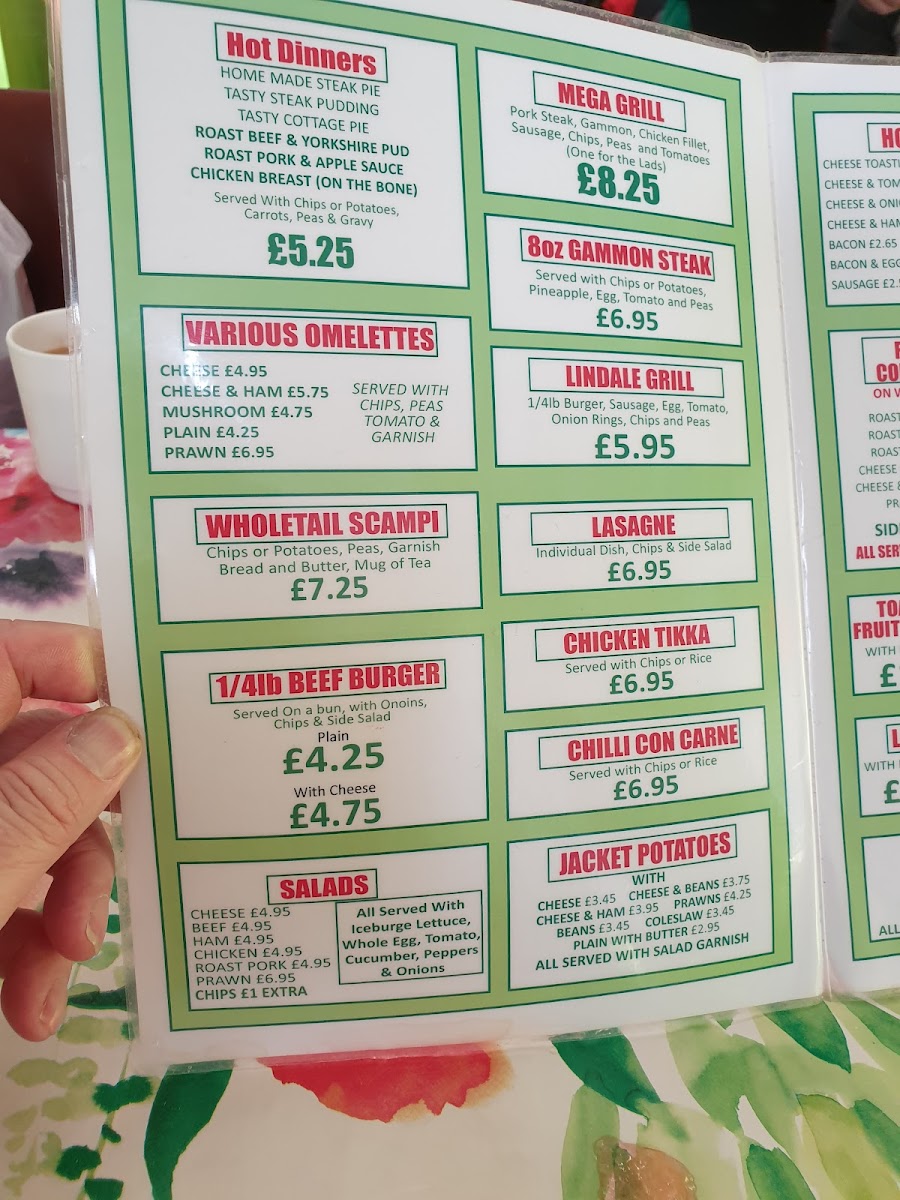 Hot Dinners
HOME MADE STEAK PIE
TASTY STEAK PUDDING
TASTY COTTAGE PIE
ROAST BEEF & YORKSHIRE PUD
ROAST PORK & APPLE SAUCE
CHICKEN BREAST (ON THE BONE)
Served With Chips or Potatoes,
Carrots, Peas & Gravy
£5.25
VARIOUS OMELETTES
CHEESE £4.95
CHEESE & HAM £5.75
MUSHROOM £4.75
PLAIN £4.25
PRAWN £6.95
SERVED WITH
CHIPS, PEAS
TOMATO &
GARNISH
WHOLETAIL SCAMPI
Chips or Potatoes, Peas, Garnish
Bread and Butter, Mug of Tea
£7.25
1/4lb BEEF BURGER
Served On a bun, with Onoins,
Chips & Side Salad
Plain
£4.25
With Cheese
£4.75
SALADS
CHEESE £4.95
BEEF £4.95
HAM £4.95
CHICKEN £4.95
ROAST PORK £4.95
PRAWN £6.95
CHIPS £1 EXTRA
All Served With
Iceburge Lettuce,
Whole Egg, Tomato,
Cucumber, Peppers
& Onions
MEGA GRILL
Pork Steak, Gammon, Chicken Fillet,
Sausage, Chips, Peas and Tomatoes
(One for the Lads)
£8.25
8oz GAMMON STEAK
Served with Chips or Potatoes,
Pineapple, Egg, Tomato and Peas
£6.95
LINDALE GRILL
1/4lb Burger, Sausage, Egg, Tomato,
Onion Rings, Chips and Peas
£5.95
LASAGNE
Individual Dish, Chips & Side Salad
£6.95
CHICKEN TIKKA
Served with Chips or Rice
£6.95
CHILLI CON CARNE
Served with Chips or Rice
£6.95
JACKET POTATOES
WITH
CHEESE £3.45 CHEESE & BEANS £3.75
CHEESE & HAM £3.95 PRAWNS £4.25
BEANS £3.45 COLESLAW £3.45
PLAIN WITH BUTTER £2.95
ALL SERVED WITH SALAD GARNISH
CHEESE
CHEESE &
CHEESE &
CHEESE &
BACON £2.65
BACON &
SAUSAGE
ON
ROAST
ROAST
ROAST
CHEESE
CHEESE
ALL
FRUIT
WITH
£
WITH
£
ALL